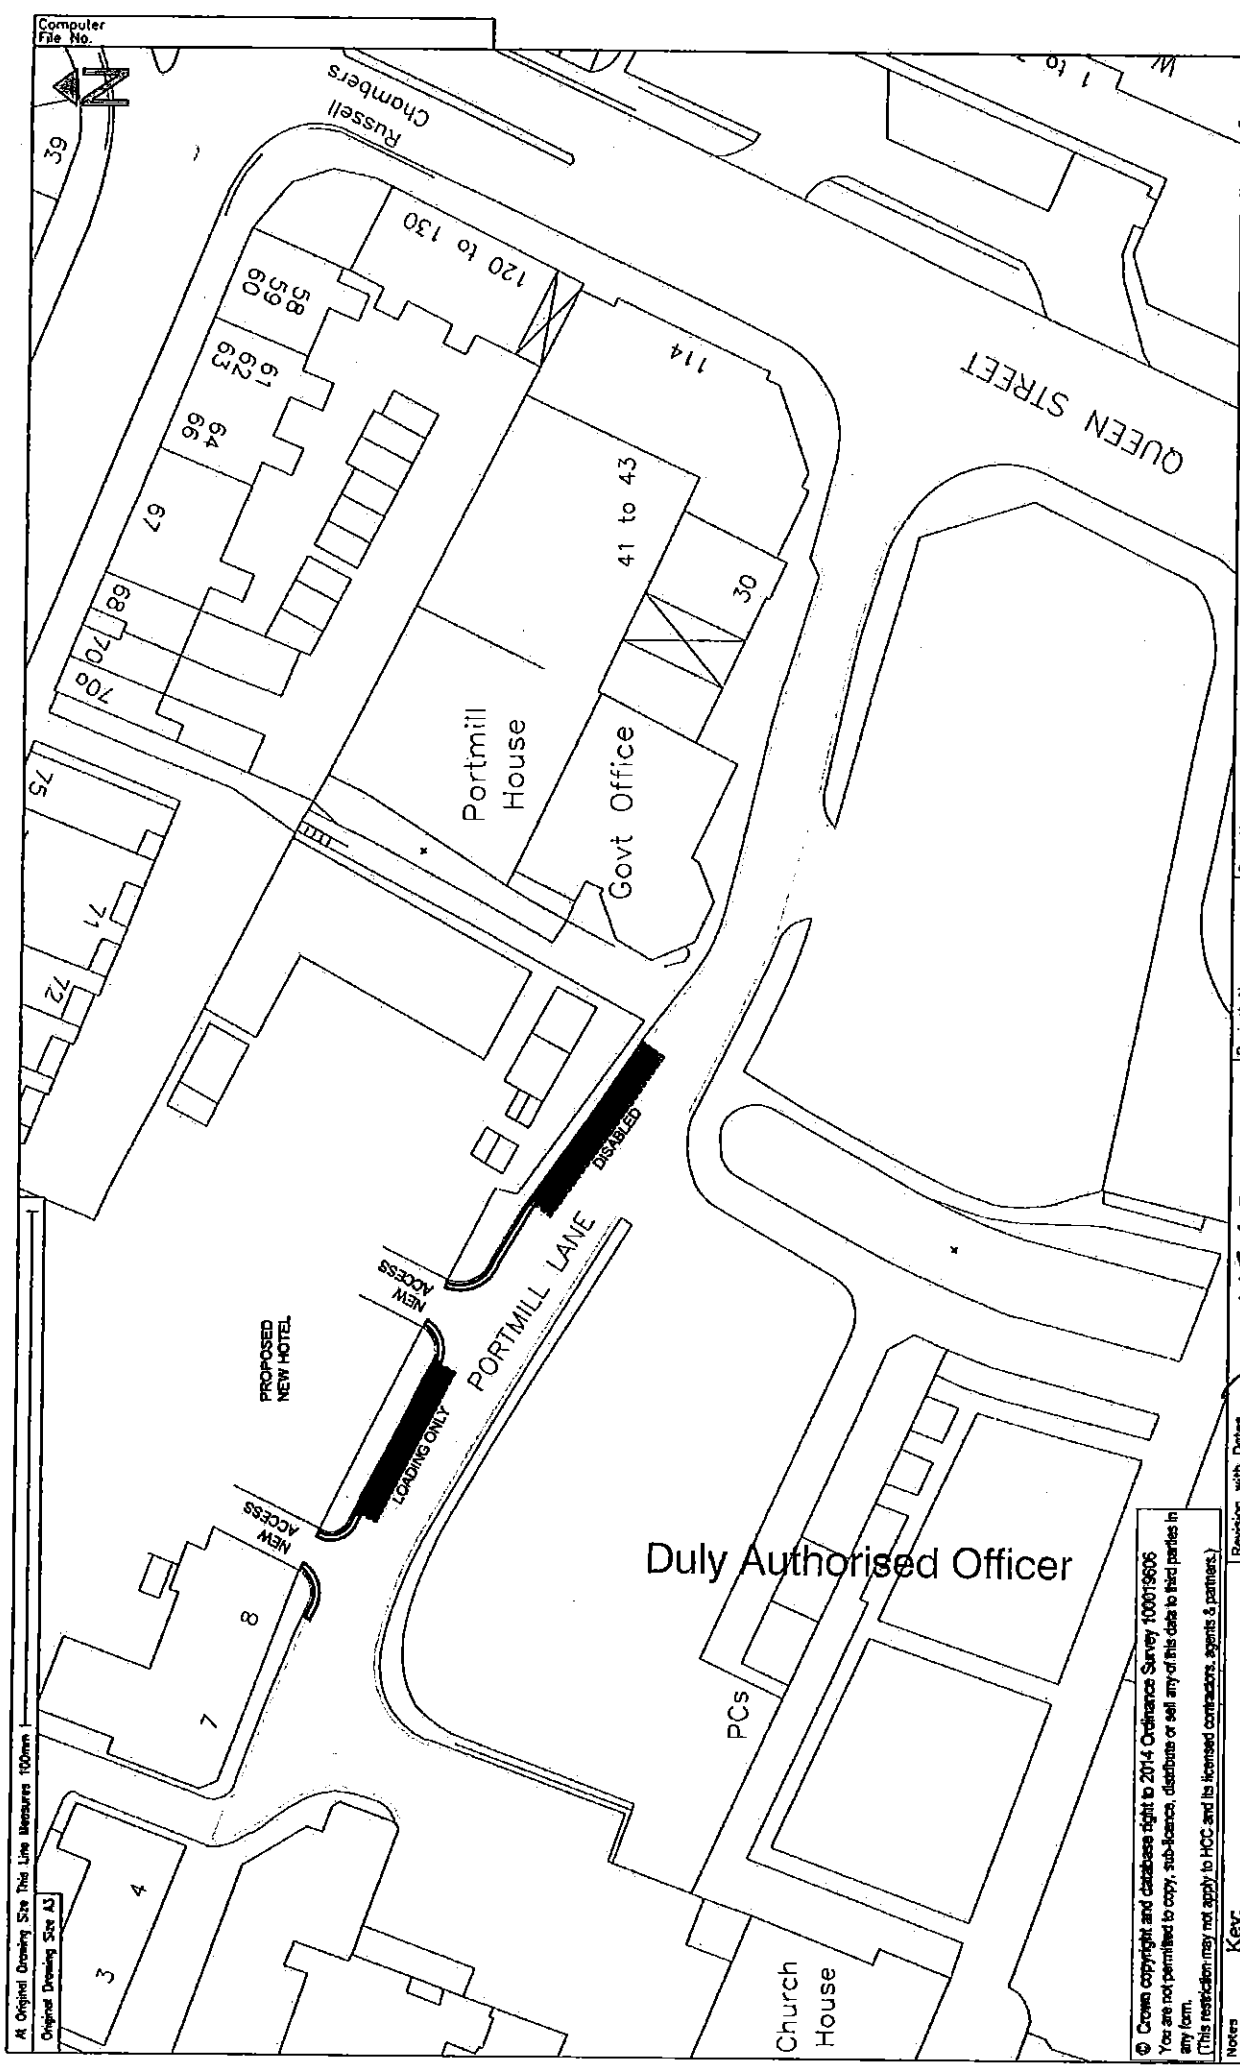 Computer
File No.
N
39
Russell
Chambers
1 to
W
120 to 130
58
59
60
61
62
63
64
66
67
68
70
70a
114
QUEEN STREET
41 to 43
30
Portmill
House
Govt Office
75
71
72
DISABLED
PORTMILL LANE
NEW
ACCESS
PROPOSED
NEW HOTEL
LOADING ONLY
NEW
ACCESS
8
7
Duly Authorised Officer
PCs
4
3
Church
House
At Original Drawing Size This Line Measures 100mm
Original Drawing Size A3
© Crown copyright and database right to 2014 Ordinance Survey 100019606
You are not permitted to copy, sub-licence, distribute or sell any of this data to third parties in
any form.
(This restriction may not apply to HCC and its licensed contractors, agents & partners.)
Notes
Key:
Revision with Dates